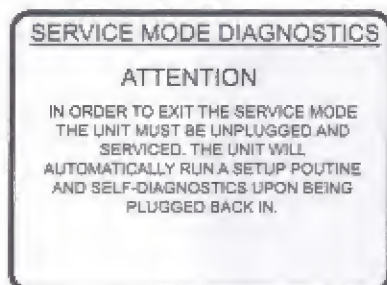 SERVICE MODE DIAGNOSTICS
ATTENTION
IN ORDER TO EXIT THE SERVICE MODE
THE UNIT MUST BE UNPLUGGED AND
SERVICED. THE UNIT WILL
AUTOMATICALLY RUN A SETUP POUTINE
AND SELF-DIAGNOSTICS UPON BEING
PLUGGED BACK IN.